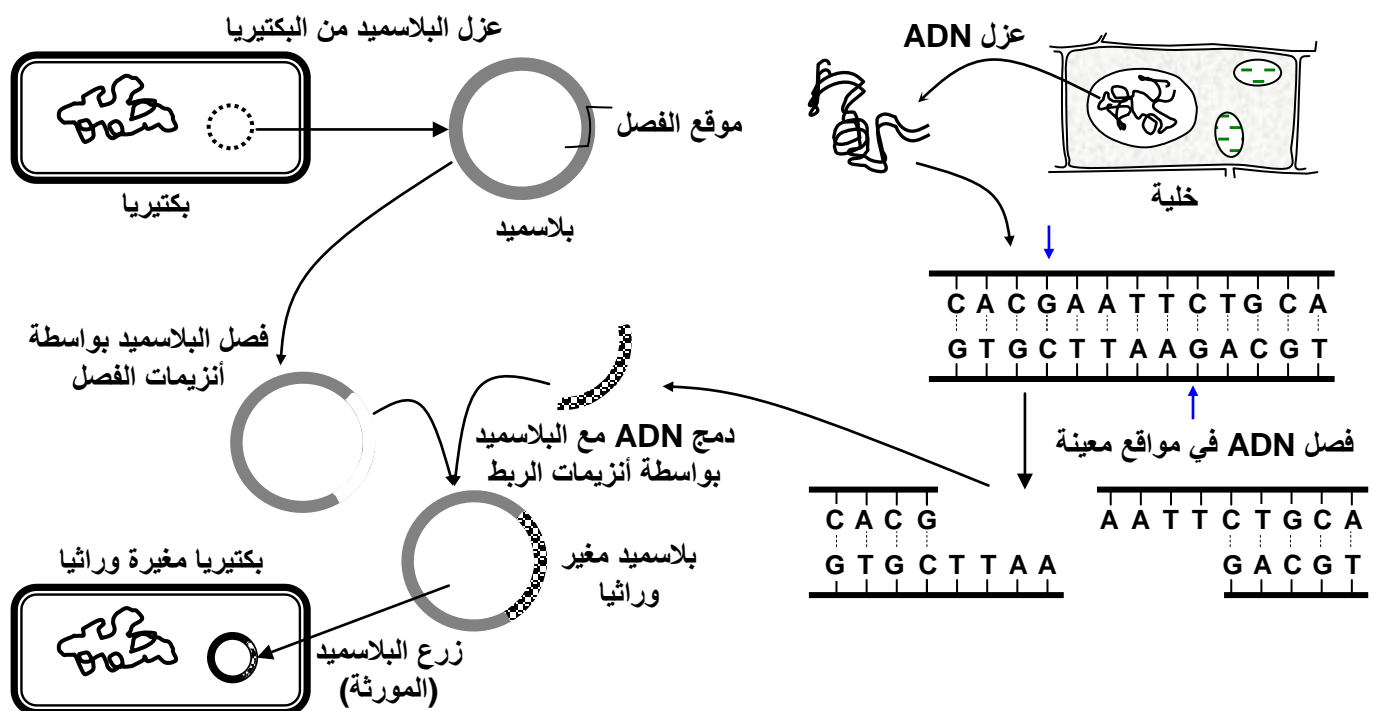 عزل البلاسميد من البكتيريا
عزل ADN
موقع الفصل
بكتيريا
بلاسميد
خلية
C A C G A A T T C T G C A
G T G C T T A A G A C G T
فصل ADN في مواقع معينة
فصل البلاسميد بواسطة
أنزيمات الفصل
دمج ADN مع البلاسميد
بواسطة أنزيمات الربط
C A C G
G T G C T T A A
A A T T C T G C A
G A C G T
بلاسميد مغير
وراثيا
بكتيريا مغيرة وراثيا
زرع البلاسميد
(المورثة)